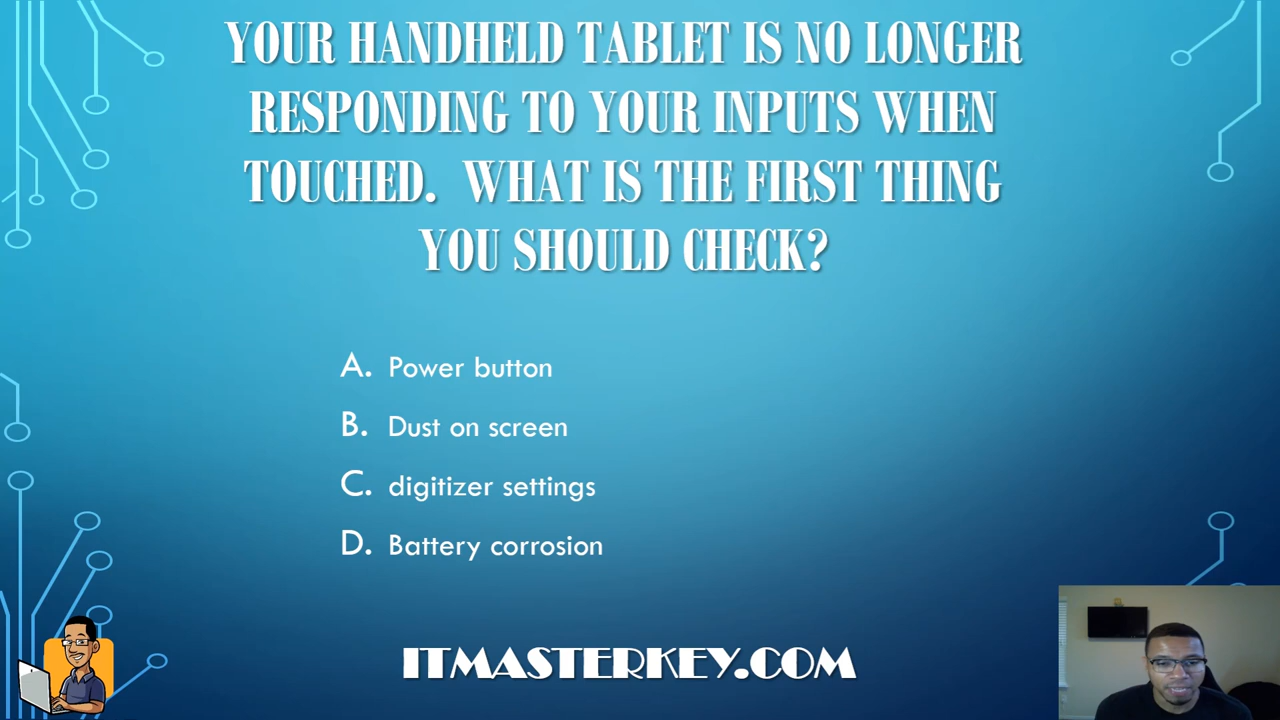 YOUR HANDHELD TABLET IS NO LONGER
RESPONDING TO YOUR INPUTS WHEN
TOUCHED. WHAT IS THE FIRST THING
YOU SHOULD CHECK?
A. Power button
B. Dust on screen
C. digitizer settings
D. Battery corrosion
ITMASTERKEY.COM